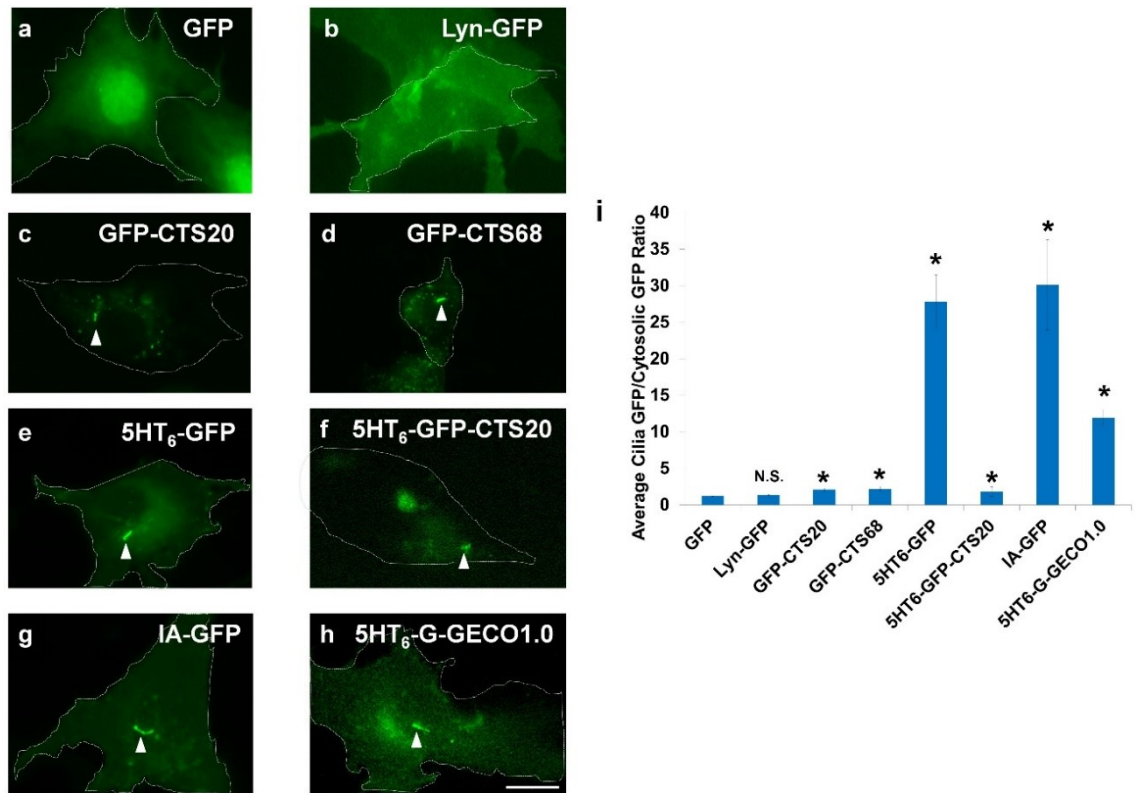 a GFP
b Lyn-GFP
c GFP-CTS20
d GFP-CTS68
e 5HT₆-GFP
f 5HT₆-GFP-CTS20
g IA-GFP
h 5HT₆-G-GECO1.0
i
Average Cilia GFP/Cytosolic GFP Ratio
40
35
30
25
20
15
10
5
0
N.S.
*
*
*
*
*
*
GFP
Lyn-GFP
GFP-CTS20
GFP-CTS68
5HT6-GFP
5HT6-GFP-CTS20
IA-GFP
5HT6-G-GECO1.0